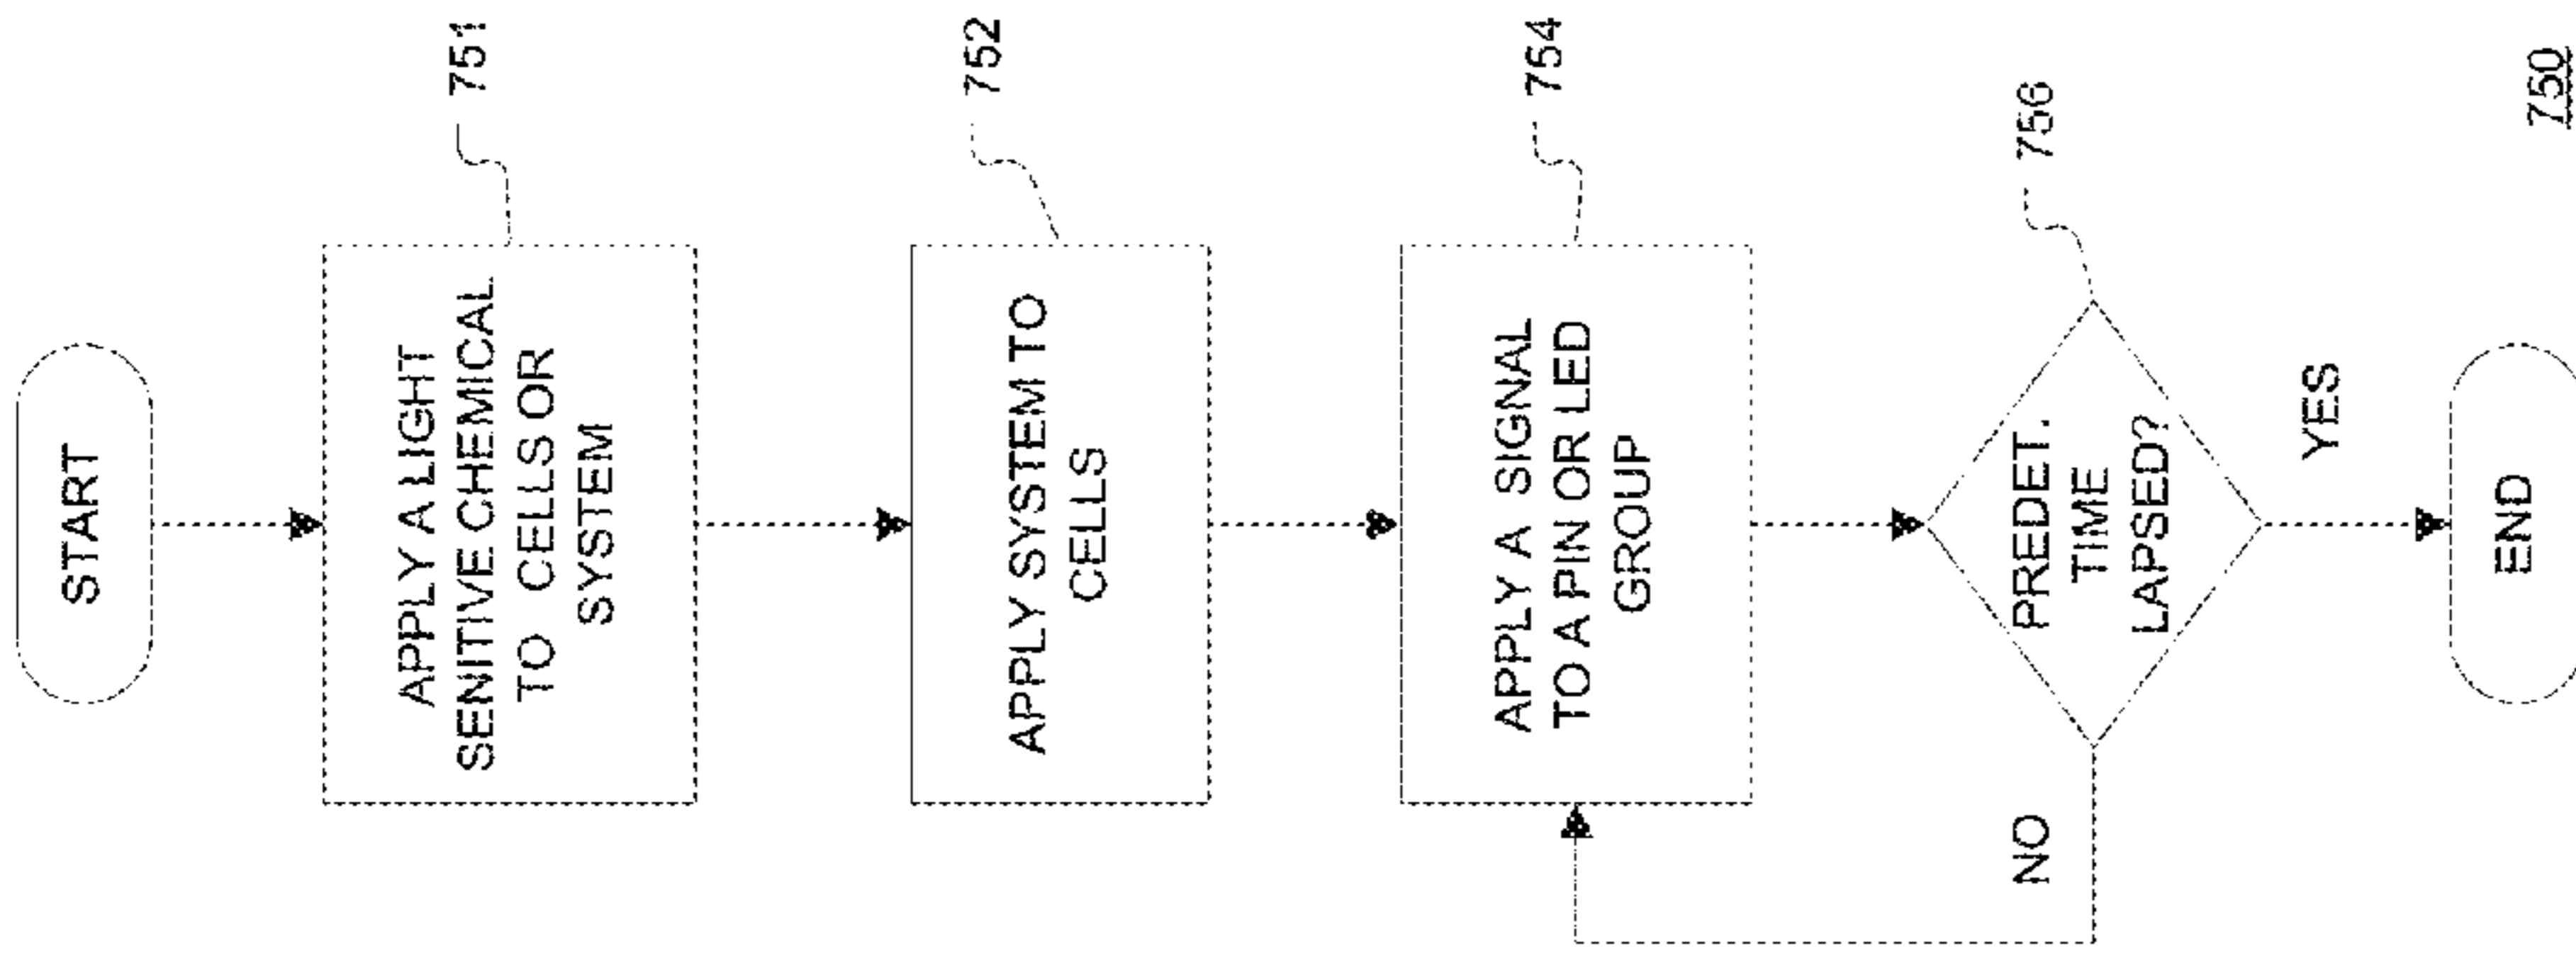 START
APPLY A LIGHT
SENITIVE CHEMICAL
TO CELLS OR
SYSTEM
751
APPLY SYSTEM TO
CELLS
752
APPLY A SIGNAL
TO A PIN OR LED
GROUP
754
PREDET.
TIME
LAPSED?
756
NO
YES
END
750